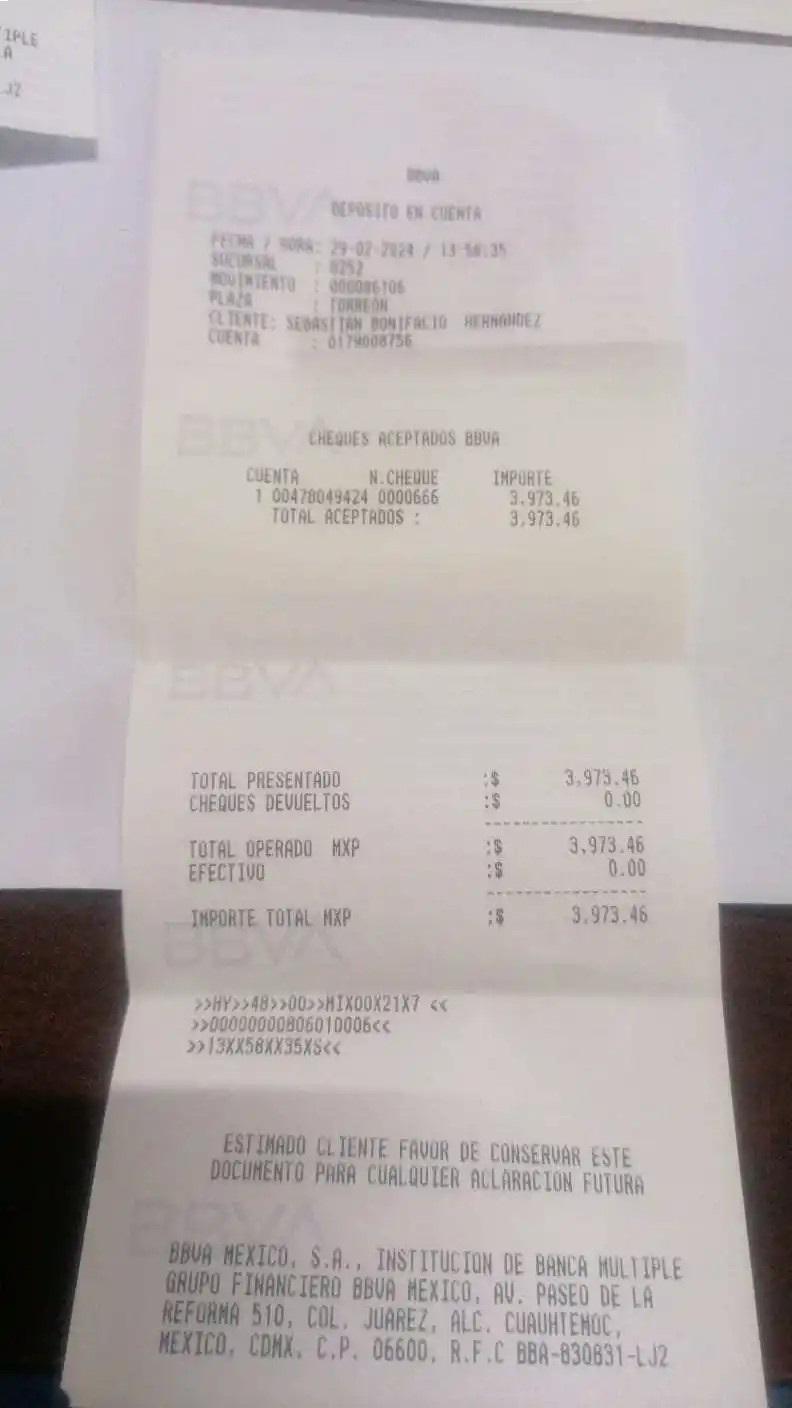 IPLE
A
LJ2
BBVA
DEPOSITO EN CUENTA
FECHA / HORA: 29-02-2024 / 13:58:35
SUCURSAL : 0252
MOVIMIENTO : 000086106
PLAZA : TORREON
CLIENTE: SEBASTIAN BONIFACIO HERNANDEZ
CUENTA : 0179008756
CHEQUES ACEPTADOS BBVA
CUENTA N.CHEQUE IMPORTE
1 00478049424 0000666 3,973.46
TOTAL ACEPTADOS : 3,973.46
TOTAL PRESENTADO :$ 3,973.46
CHEQUES DEVUELTOS :$ 0.00
TOTAL OPERADO MXP :$ 3,973.46
EFECTIVO :$ 0.00
IMPORTE TOTAL MXP :$ 3,973.46
>>HY>>48>>00>>MIX00X21X7 <<
>>00000000806010006<<
>>13XX58XX35XS<<
ESTIMADO CLIENTE FAVOR DE CONSERVAR ESTE
DOCUMENTO PARA CUALQUIER ACLARACION FUTURA
BBVA MEXICO, S.A., INSTITUCION DE BANCA MULTIPLE
GRUPO FINANCIERO BBVA MEXICO, AV. PASEO DE LA
REFORMA 510, COL. JUAREZ, ALC. CUAUHTEMOC,
MEXICO, CDMX, C.P. 06600, R.F.C BBA-830831-LJ2